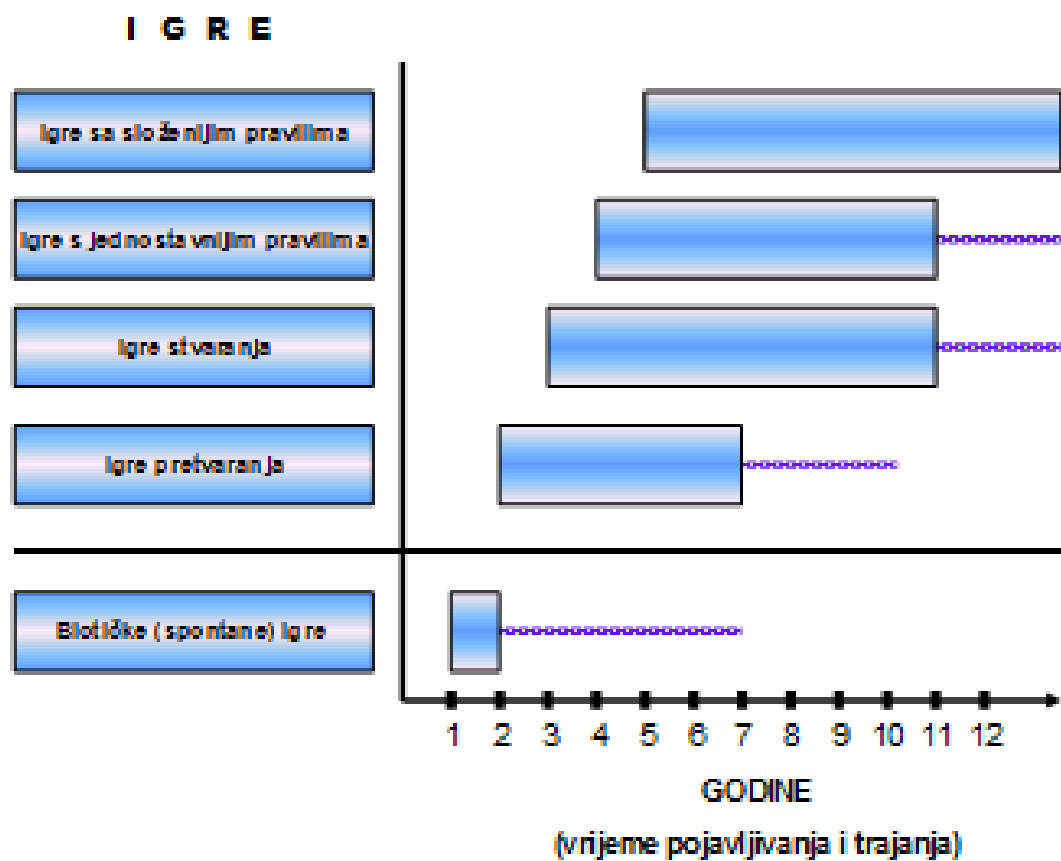 I G R E
Igre sa složenijim pravilima
Igre s jednostavnijim pravilima
Igre stvaranja
Igre pretvaranja
Biotičke (spontane) igre
1 2 3 4 5 6 7 8 9 10 11 12
GODINE
(vrijeme pojavljivanja i trajanja)